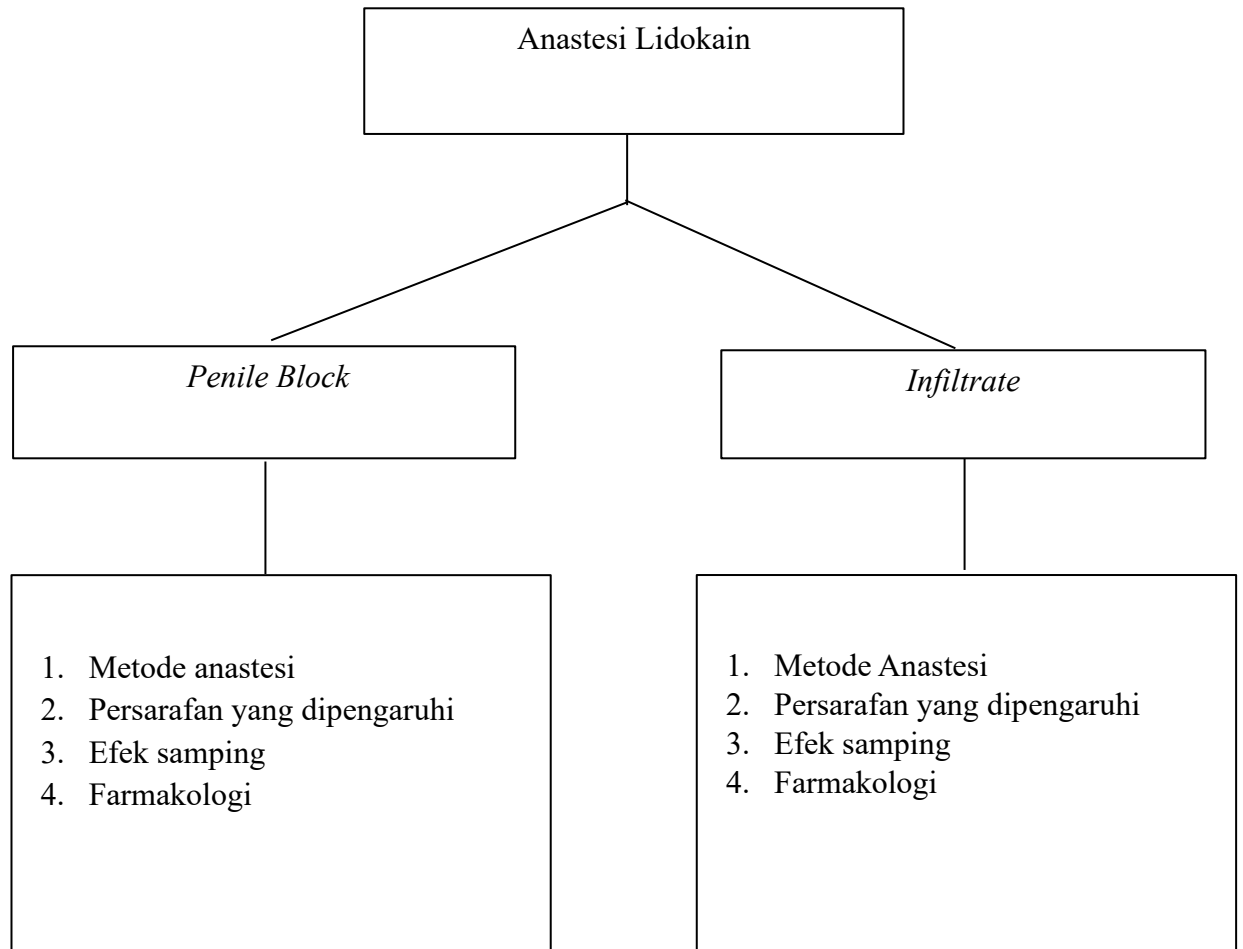 Anastesi Lidokain
Penile Block
Infiltrate
1. Metode anastesi
2. Persarafan yang dipengaruhi
3. Efek samping
4. Farmakologi
1. Metode Anastesi
2. Persarafan yang dipengaruhi
3. Efek samping
4. Farmakologi